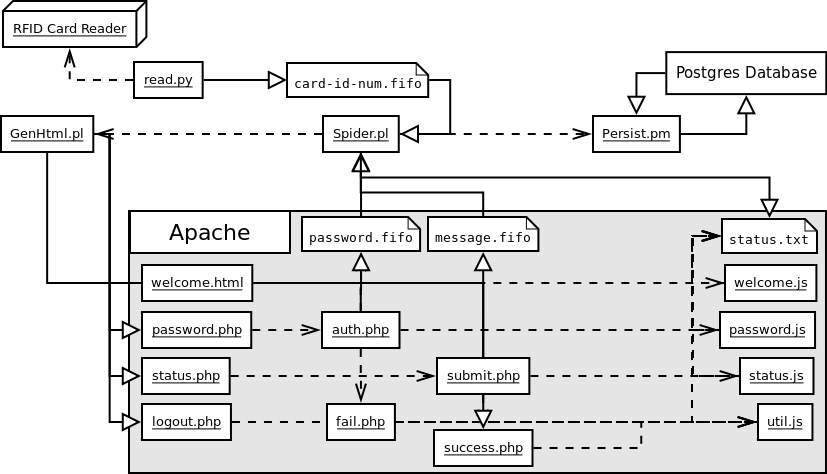 RFID Card Reader
read.py
card-id-num.fifo
Postgres Database
GenHtml.pl
Spider.pl
Persist.pm
Apache
password.fifo
message.fifo
status.txt
welcome.html
welcome.js
password.php
auth.php
password.js
status.php
submit.php
status.js
logout.php
fail.php
util.js
success.php